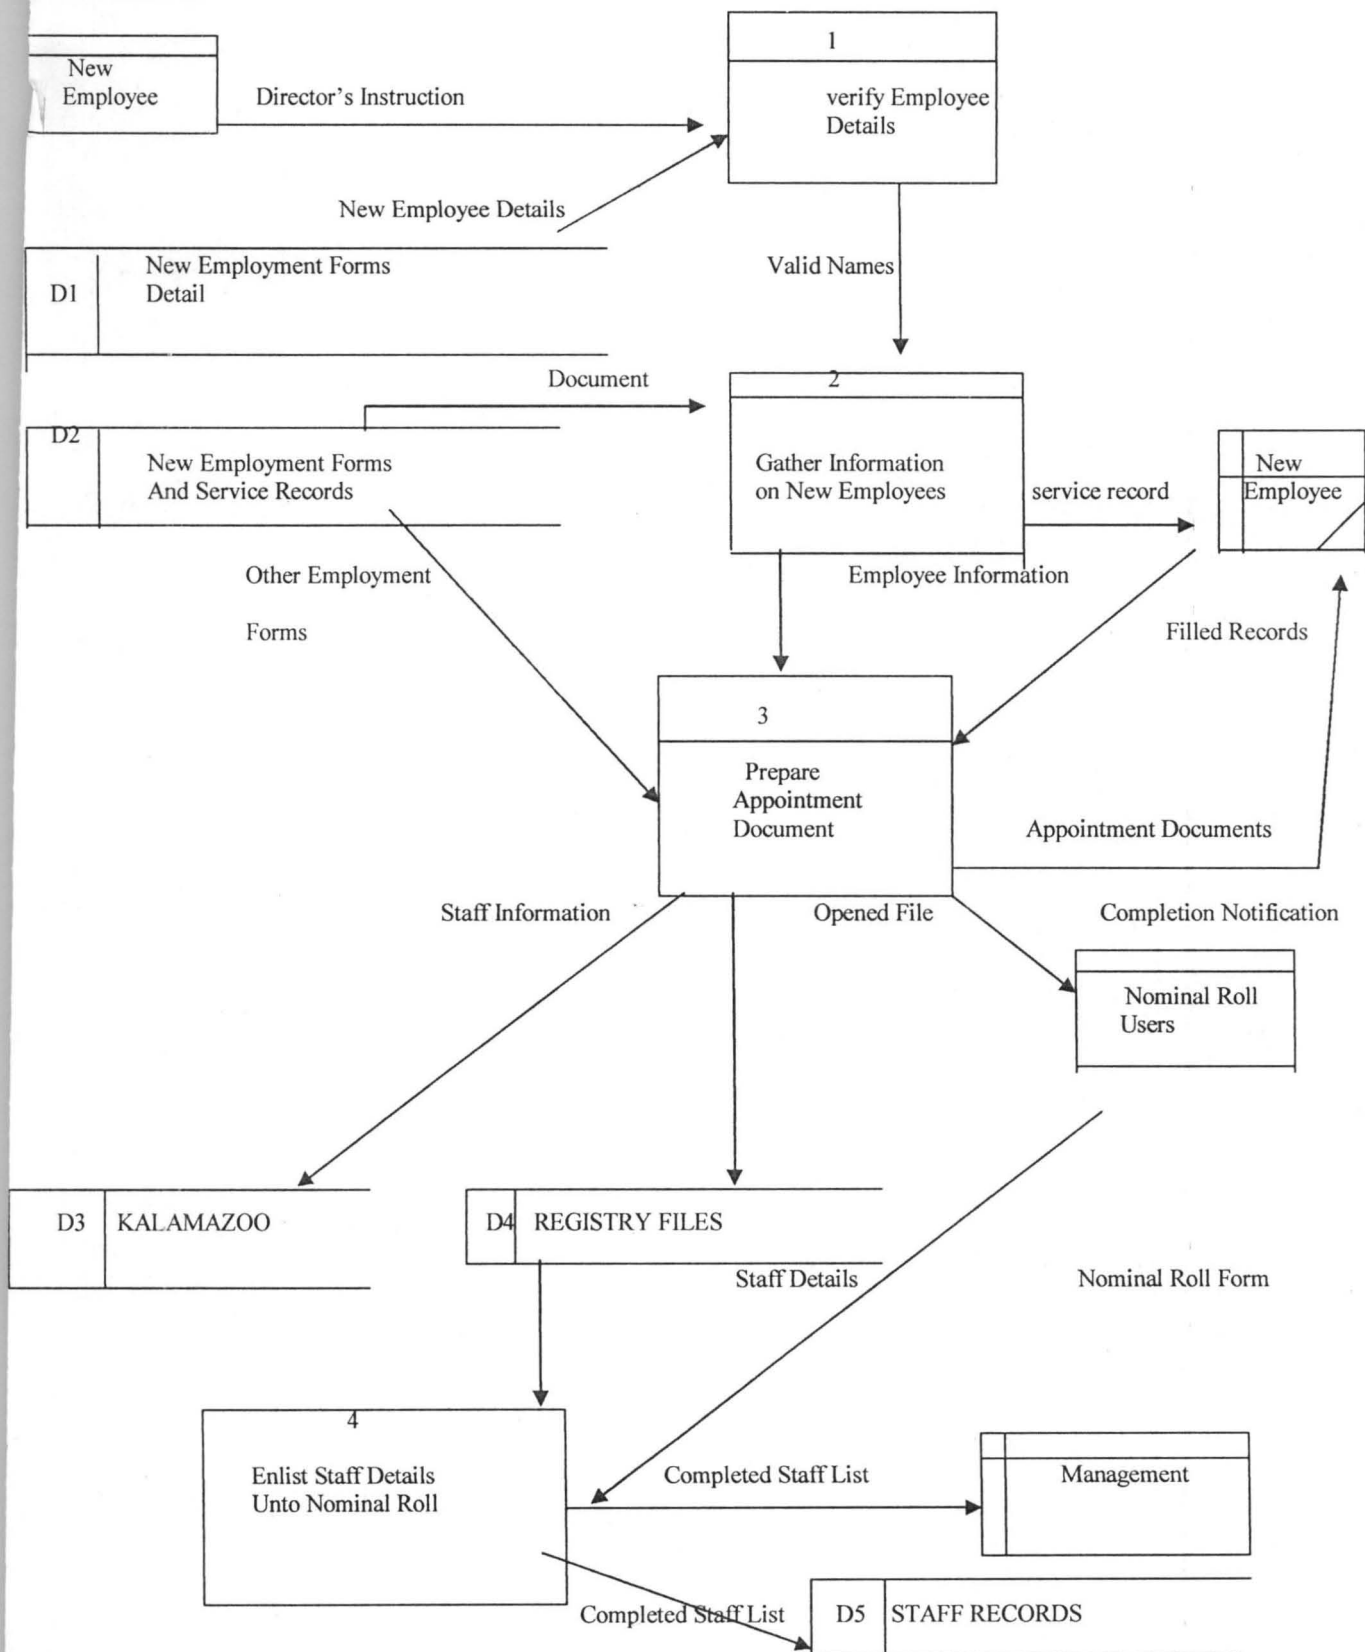 1
New
Employee
Director's Instruction
verify Employee
Details
New Employee Details
New Employment Forms
Detail
D1
Valid Names
Document
2
D2
New Employment Forms
And Service Records
Gather Information
on New Employees
service record
New
Employee
Other Employment
Forms
Employee Information
Filled Records
3
Prepare
Appointment
Document
Appointment Documents
Staff Information
Opened File
Completion Notification
Nominal Roll
Users
D3 KALAMAZOO
D4 REGISTRY FILES
Staff Details
Nominal Roll Form
4
Enlist Staff Details
Unto Nominal Roll
Completed Staff List
Management
Completed Staff List
D5 STAFF RECORDS